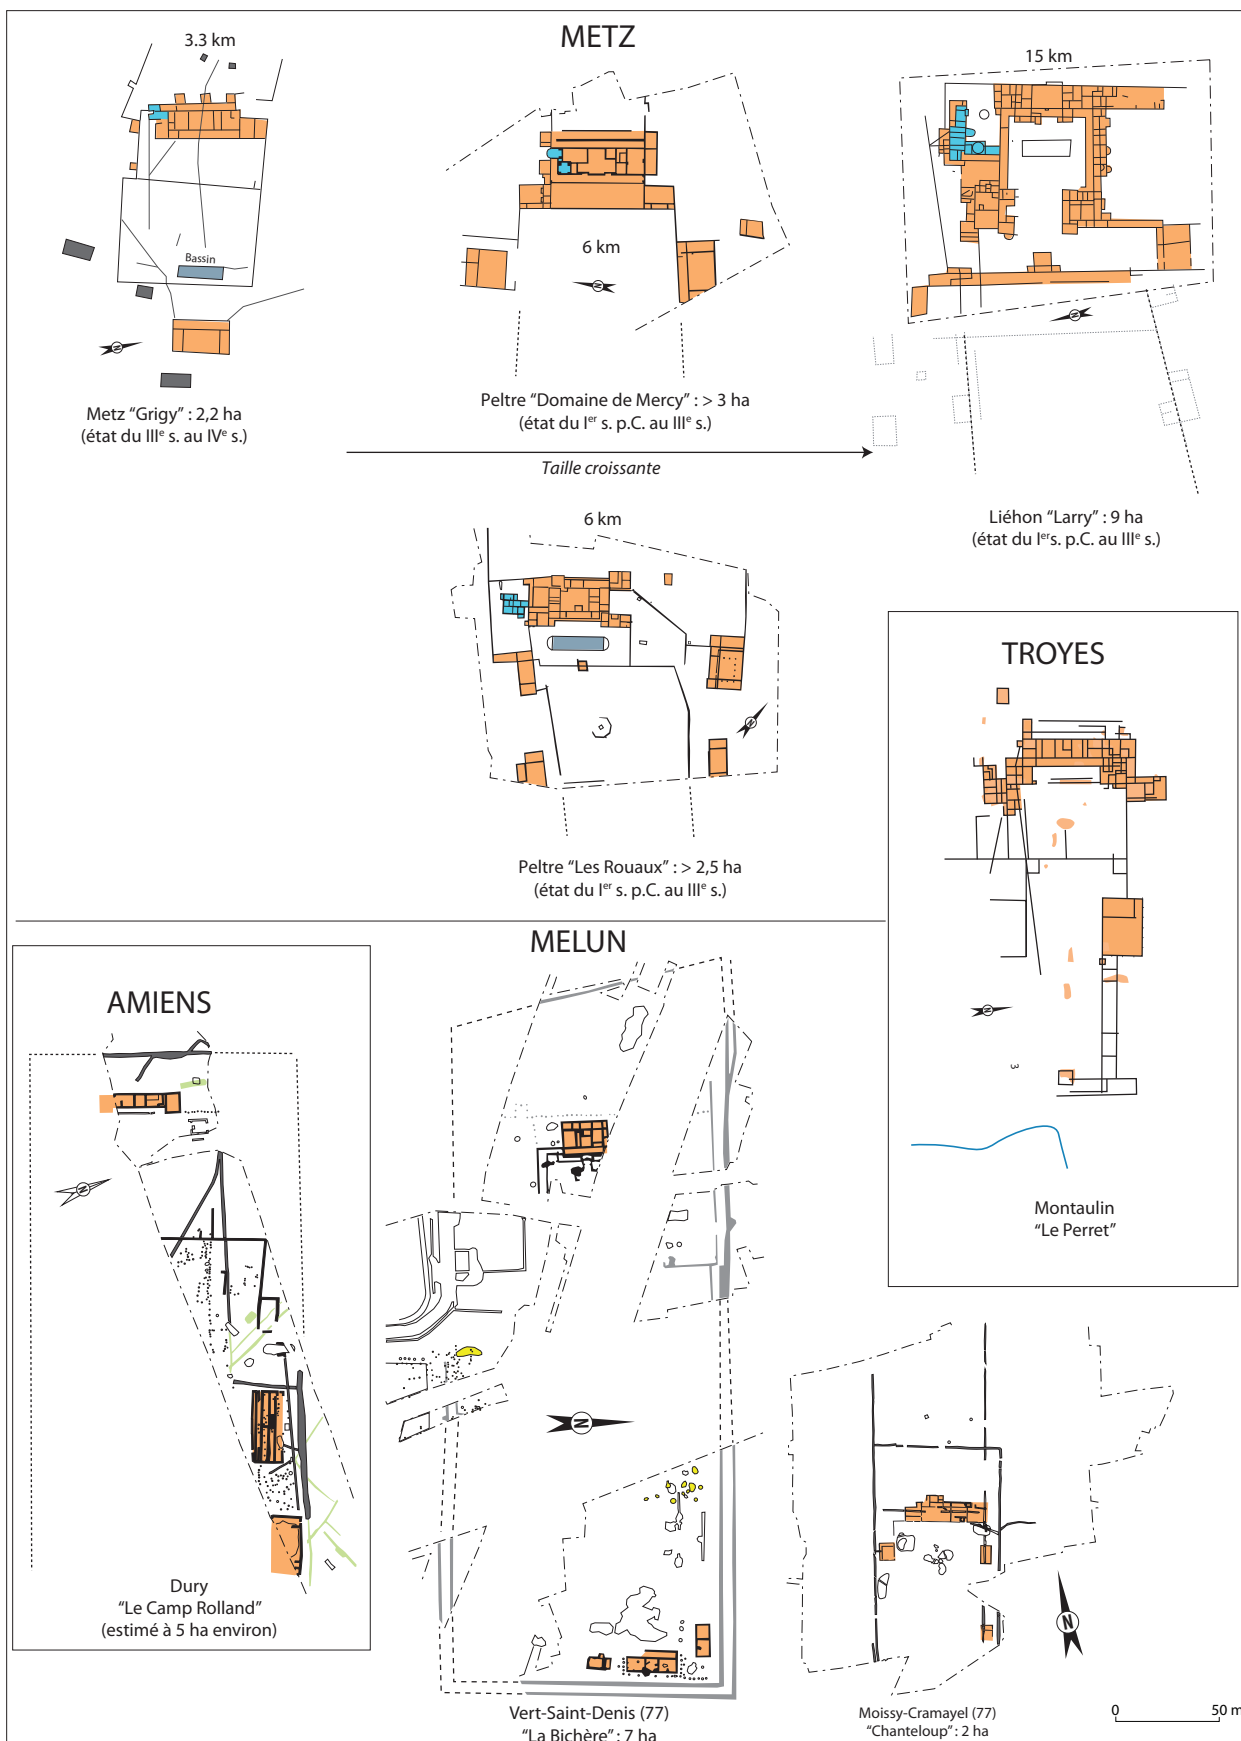 METZ
3.3 km
15 km
Bassin
6 km
N
N
N
Metz “Grigy” : 2,2 ha
(état du IIIe s. au IVe s.)
Peltre “Domaine de Mercy” : > 3 ha
(état du Ier s. p.C. au IIIe s.)
Taille croissante
Liéhon “Larry” : 9 ha
(état du Iers. p.C. au IIIe s.)
6 km
N
Peltre “Les Rouaux” : > 2,5 ha
(état du Ier s. p.C. au IIIe s.)
TROYES
N
3
Montaulin
“Le Perret”
MELUN
AMIENS
N
Dury
“Le Camp Rolland”
(estimé à 5 ha environ)
N
Vert-Saint-Denis (77)
“La Bichère” : 7 ha
N
Moissy-Cramayel (77)
“Chanteloup” : 2 ha
0 50 m